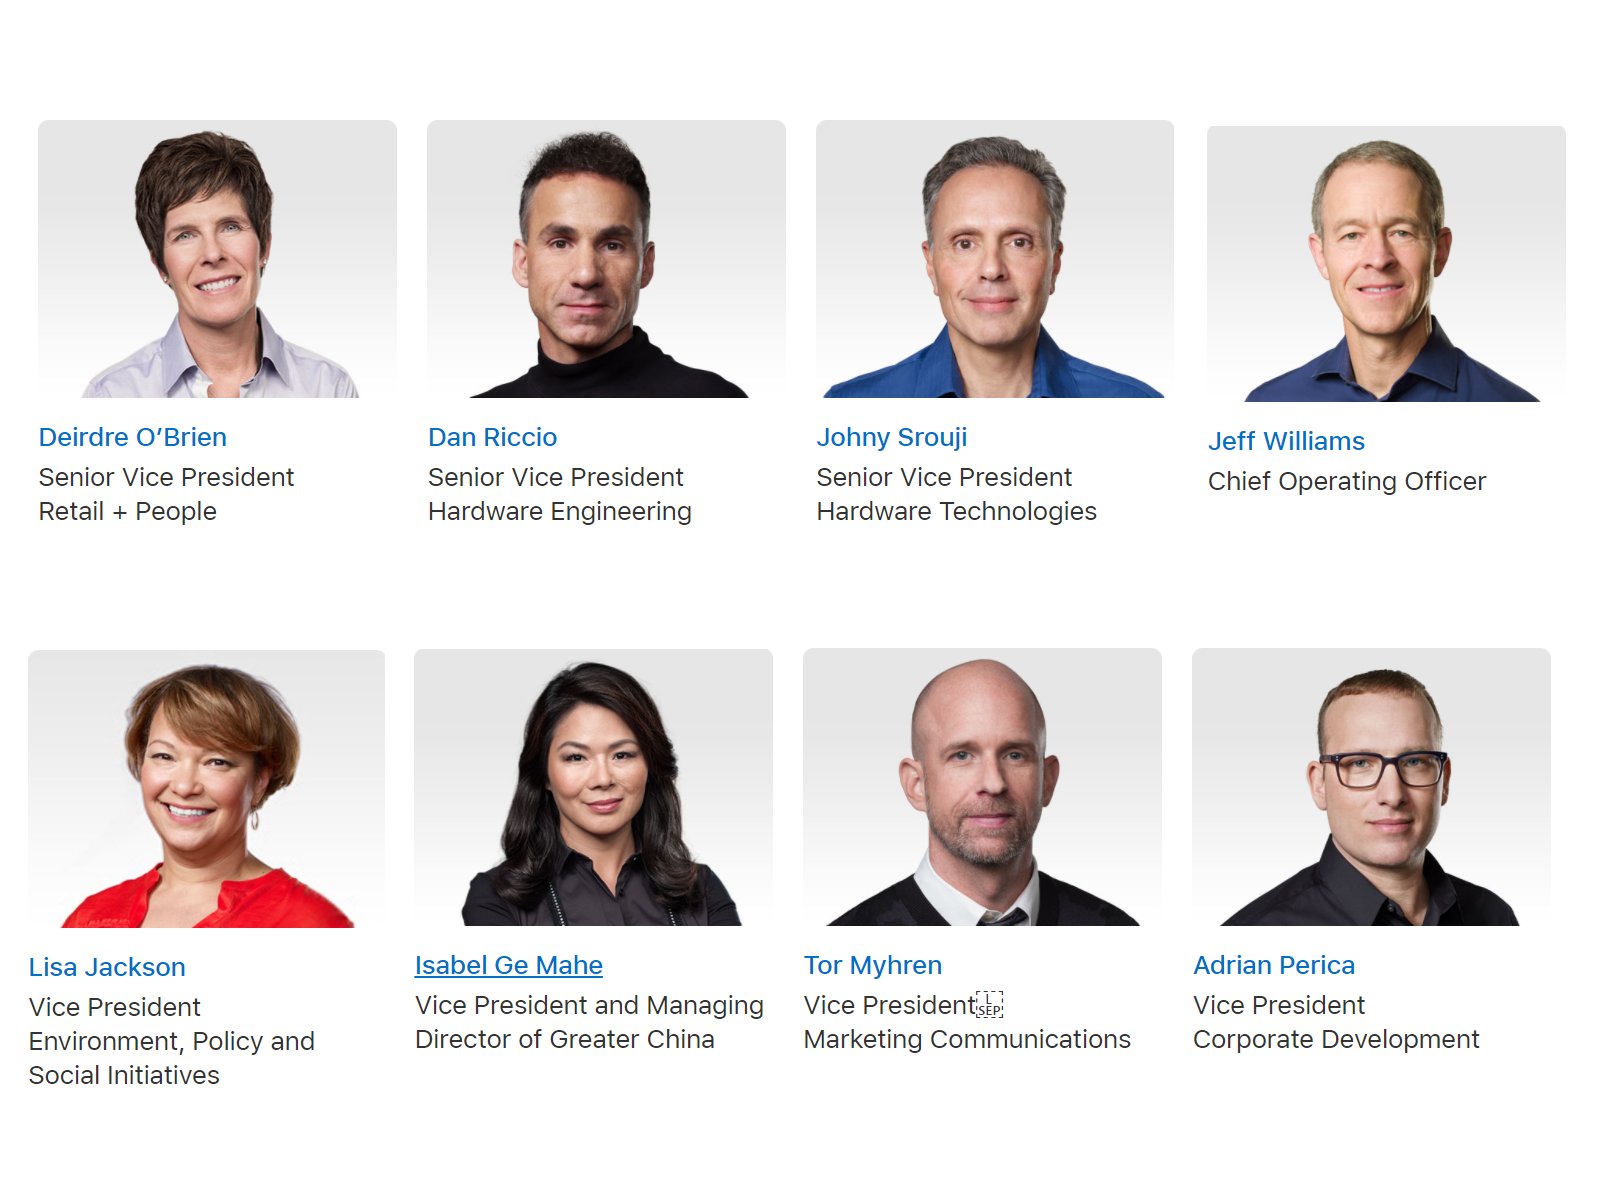 Deirdre O’Brien
Senior Vice President
Retail + People
Dan Riccio
Senior Vice President
Hardware Engineering
Johny Srouji
Senior Vice President
Hardware Technologies
Jeff Williams
Chief Operating Officer
Lisa Jackson
Vice President
Environment, Policy and
Social Initiatives
Isabel Ge Mahe
Vice President and Managing
Director of Greater China
Tor Myhren
Vice President L SEP
Marketing Communications
Adrian Perica
Vice President
Corporate Development